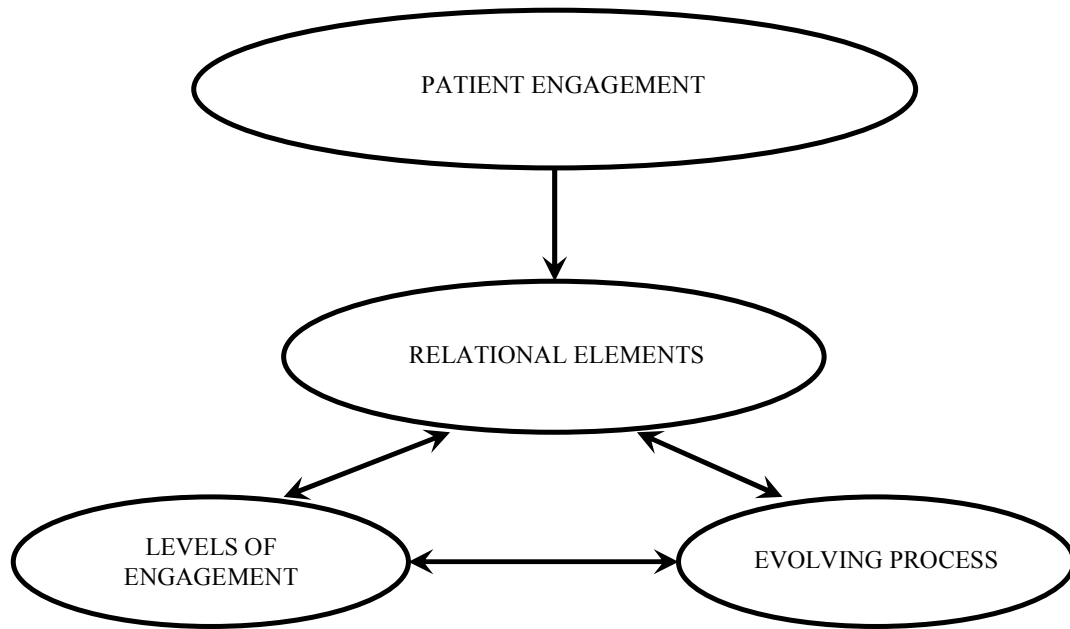 PATIENT ENGAGEMENT
RELATIONAL ELEMENTS
LEVELS OF
ENGAGEMENT
EVOLVING PROCESS